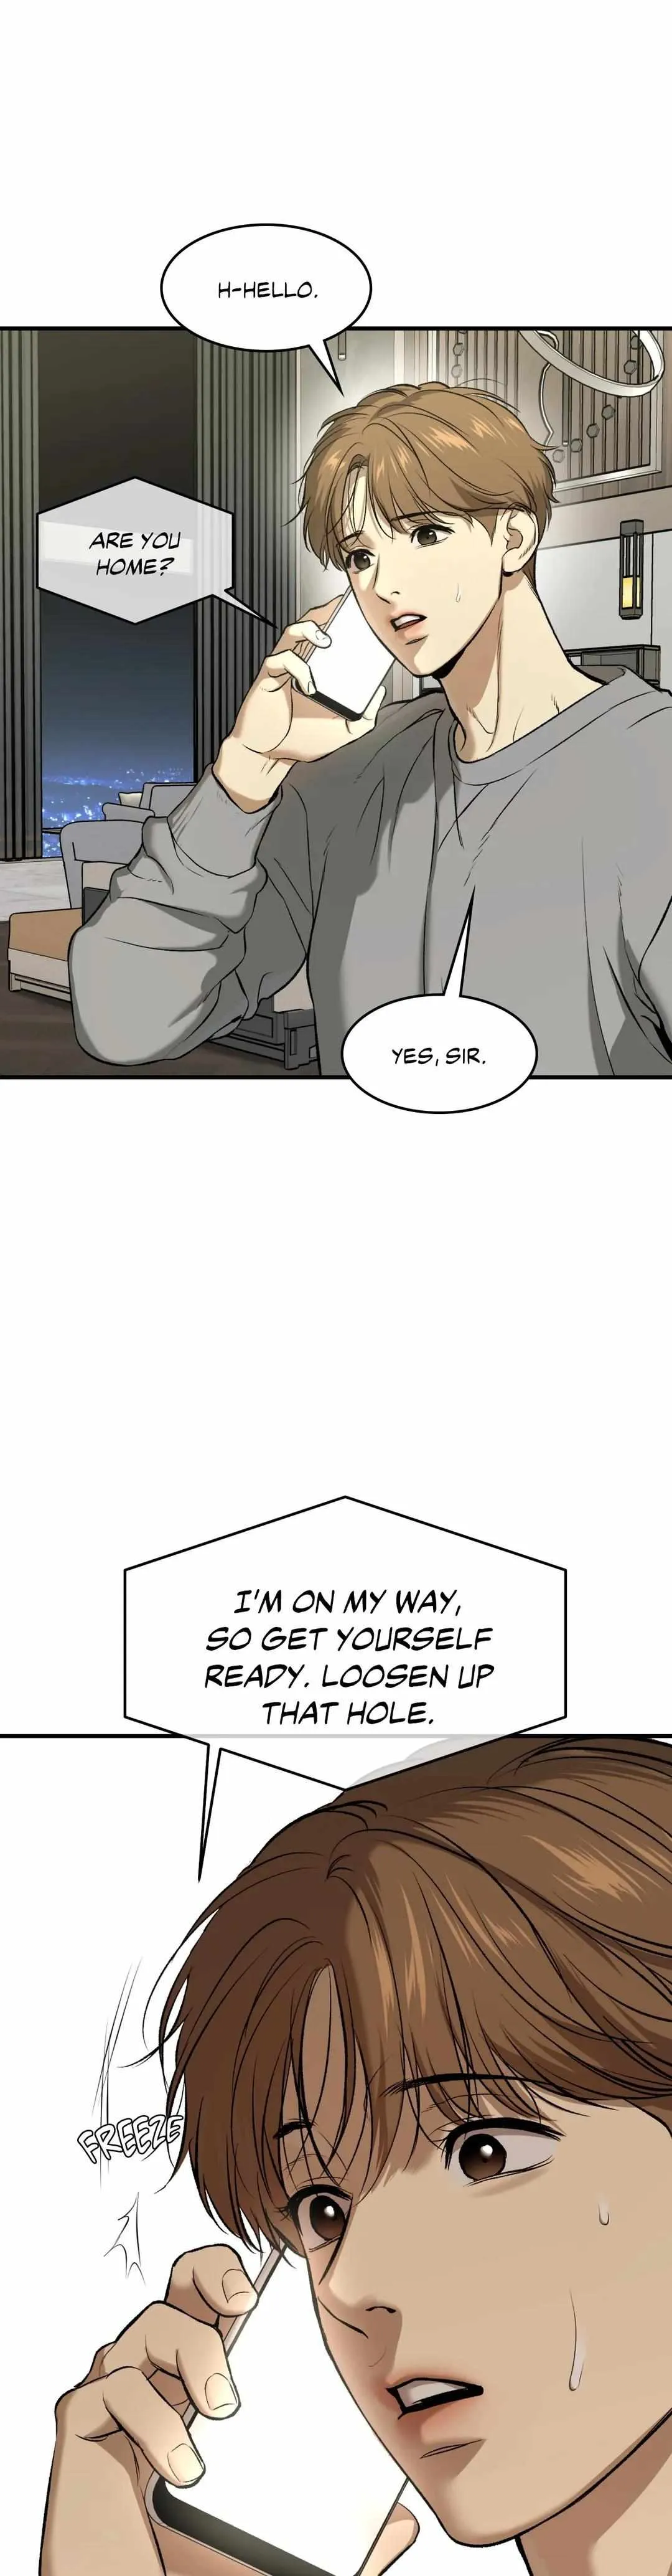 H-HELLO.
ARE YOU
HOME?
YES, SIR.
I'M ON MY WAY,
SO GET YOURSELF
READY. LOOSEN UP
THAT HOLE.
FREEZE